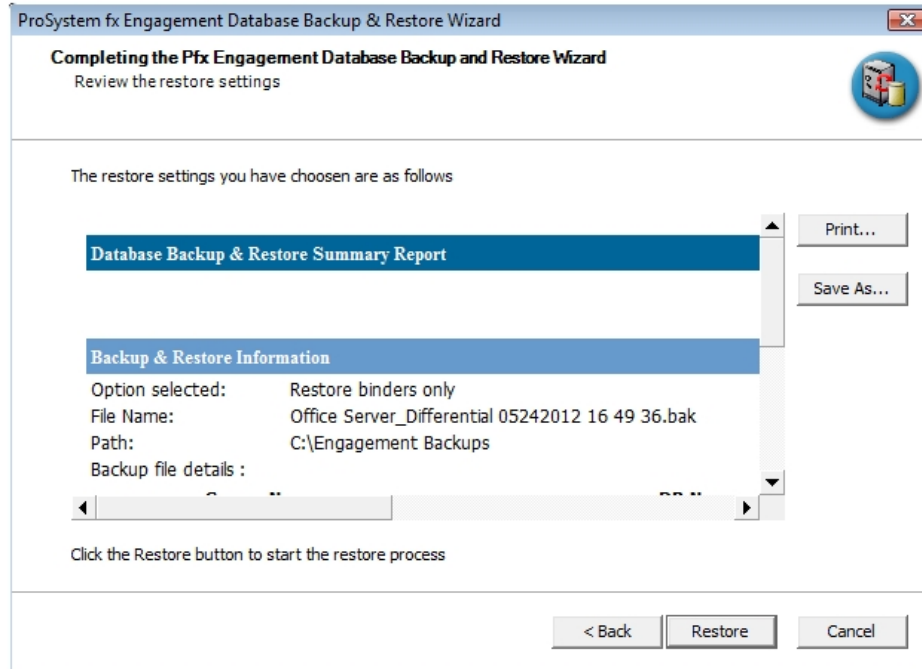 ProSystem fx Engagement Database Backup & Restore Wizard
Completing the Pfx Engagement Database Backup and Restore Wizard
Review the restore settings
The restore settings you have choosen are as follows
Print...
Database Backup & Restore Summary Report
Save As...
Backup & Restore Information
Option selected: Restore binders only
File Name: Office Server_Differential 05242012 16 49 36.bak
Path: C:\Engagement Backups
Backup file details :
Click the Restore button to start the restore process
< Back Restore Cancel